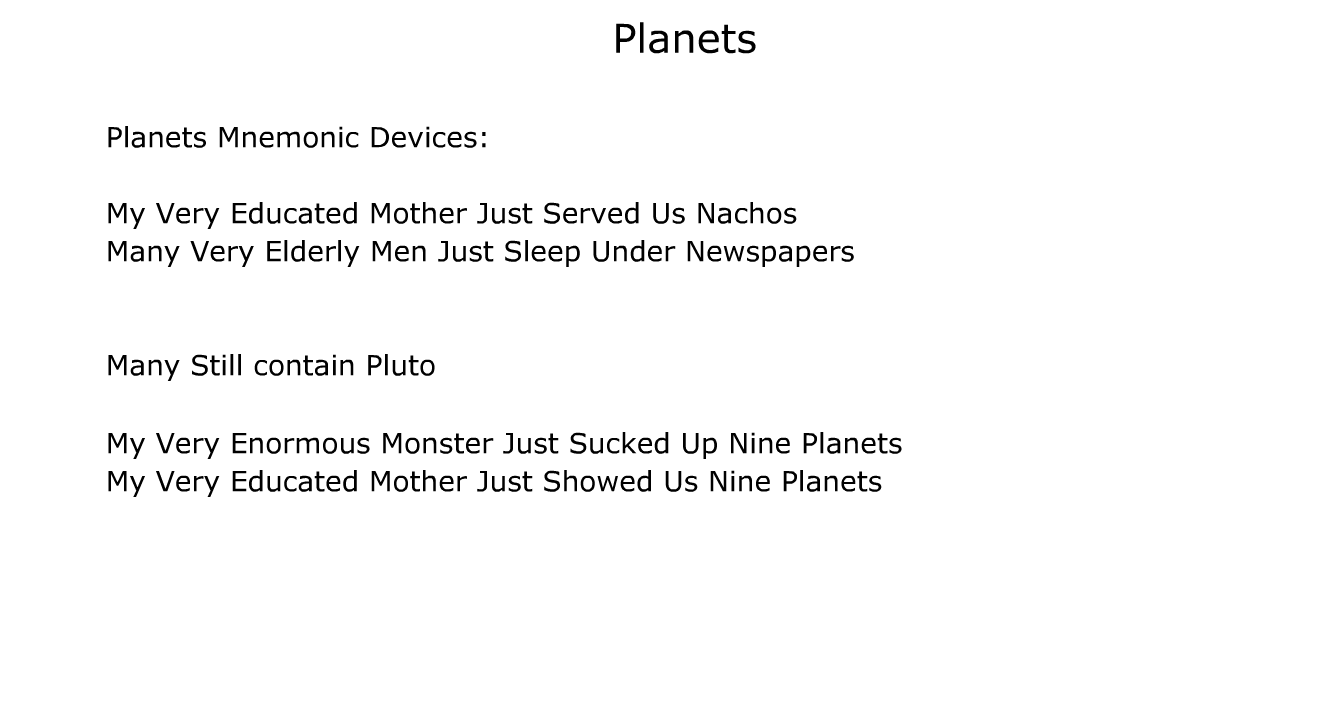 Planets
Planets Mnemonic Devices:
My Very Educated Mother Just Served Us Nachos
Many Very Elderly Men Just Sleep Under Newspapers
Many Still contain Pluto
My Very Enormous Monster Just Sucked Up Nine Planets
My Very Educated Mother Just Showed Us Nine Planets